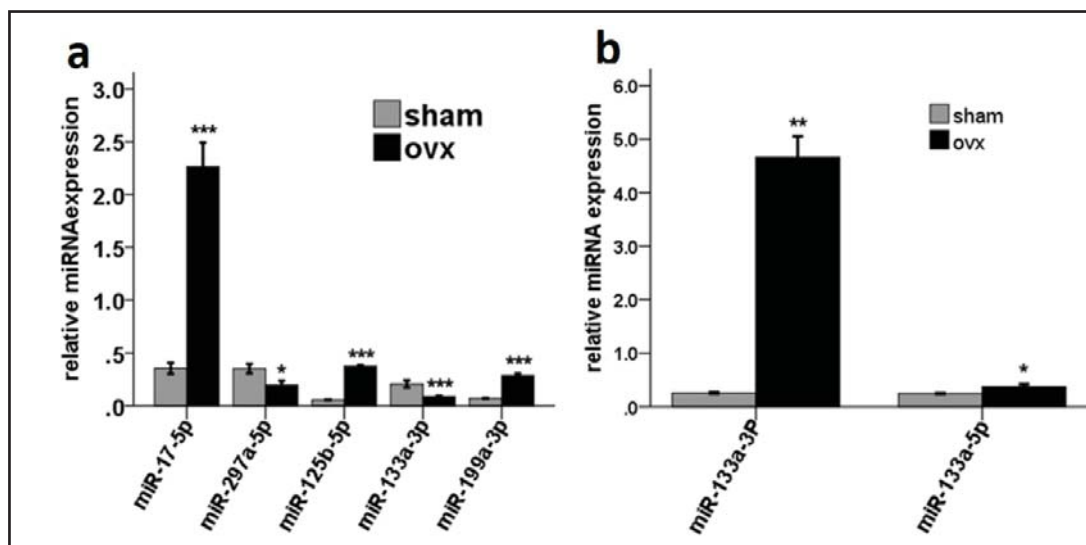 a
relative miRNAexpression
3.0
2.5
2.0
1.5
1.0
.5
.0
sham
ovx
***
*
***
***
***
miR-17-5p
miR-297a-5p
miR-125b-5p
miR-133a-3p
miR-199a-3p
b
relative miRNA expression
6.0
5.0
4.0
3.0
2.0
1.0
.0
sham
ovx
**
*
miR-133a-3P
miR-133a-5p